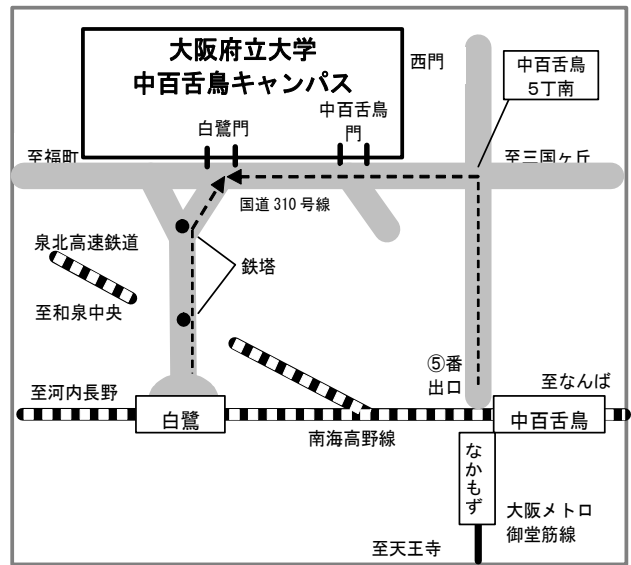 大阪府立大学
中百舌鳥キャンパス
西門
中百舌鳥
5丁南
白鷺門
中百舌鳥
門
至福町
至三国ヶ丘
国道310号線
泉北高速鉄道
鉄塔
至和泉中央
⑤番
出口
至河内長野
至なんば
白鷺
中百舌鳥
南海高野線
なかもず
大阪メトロ
御堂筋線
至天王寺